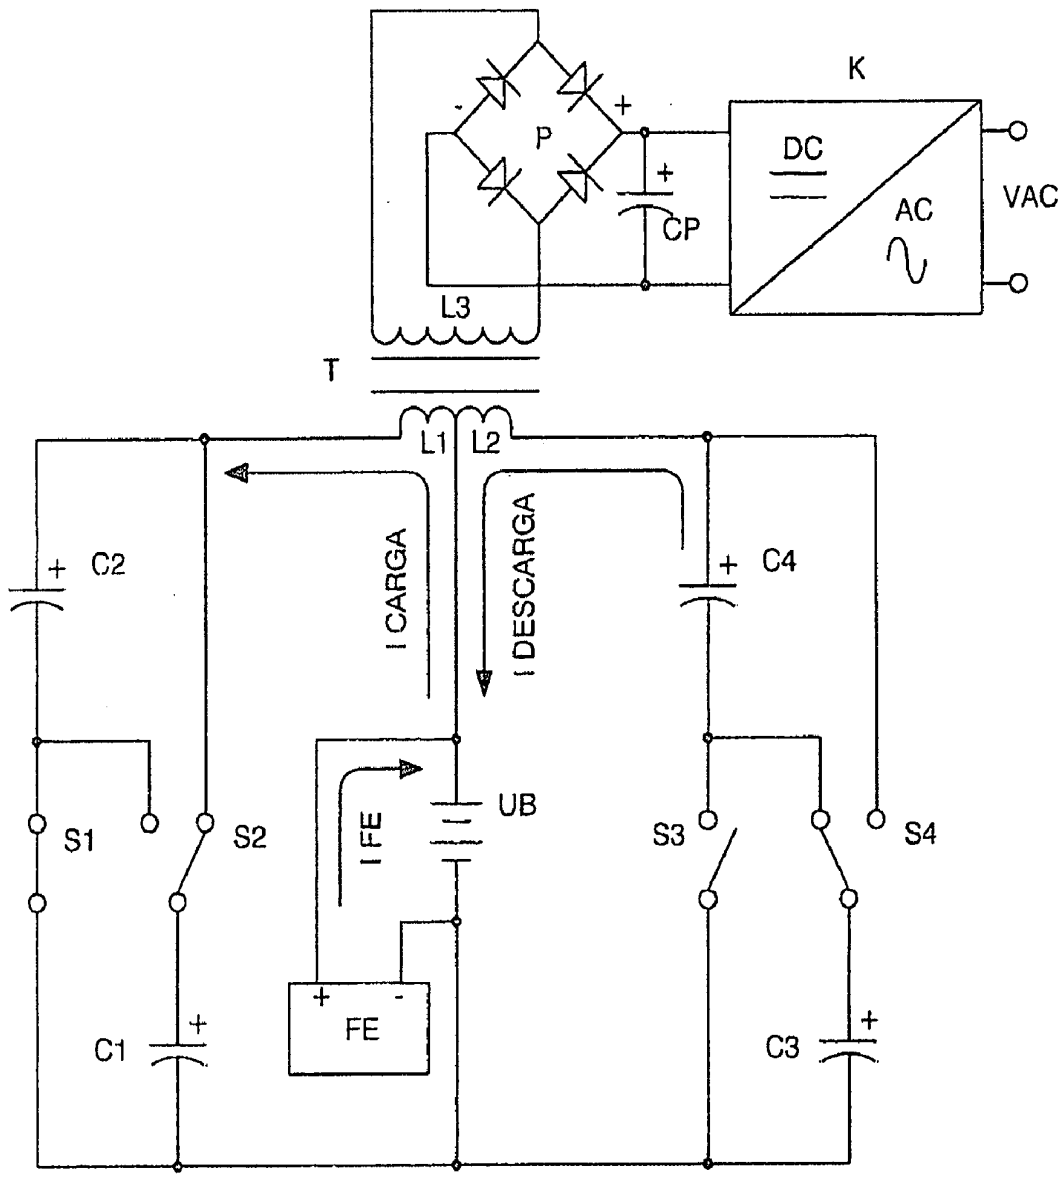 K
-
+
P
DC
+
CP
AC
VAC
L3
T
L1
L2
I CARGA
I DESCARGA
+
C2
+
C4
UB
S1
S2
I FE
S3
S4
+
-
FE
+
C1
+
C3